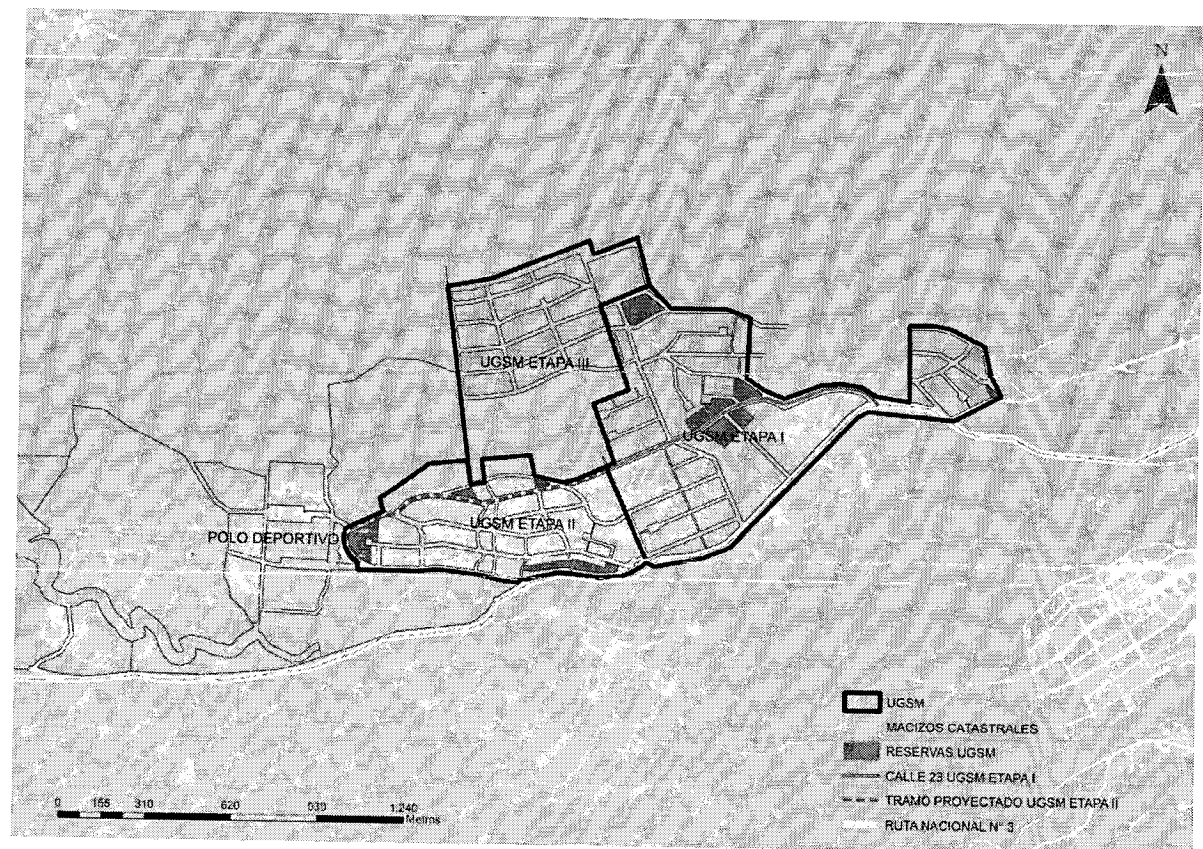 N
UGSM ETAPA III
UGSM ETAPA I
UGSM ETAPA II
POLO DEPORTIVO
UGSM
MACIZOS CATASTRALES
RESERVAS UGSM
CALLE 23 UGSM ETAPA I
TRAMO PROYECTADO UGSM ETAPA II
RUTA NACIONAL N° 3
0 155 310 620 930 1.240
Metros